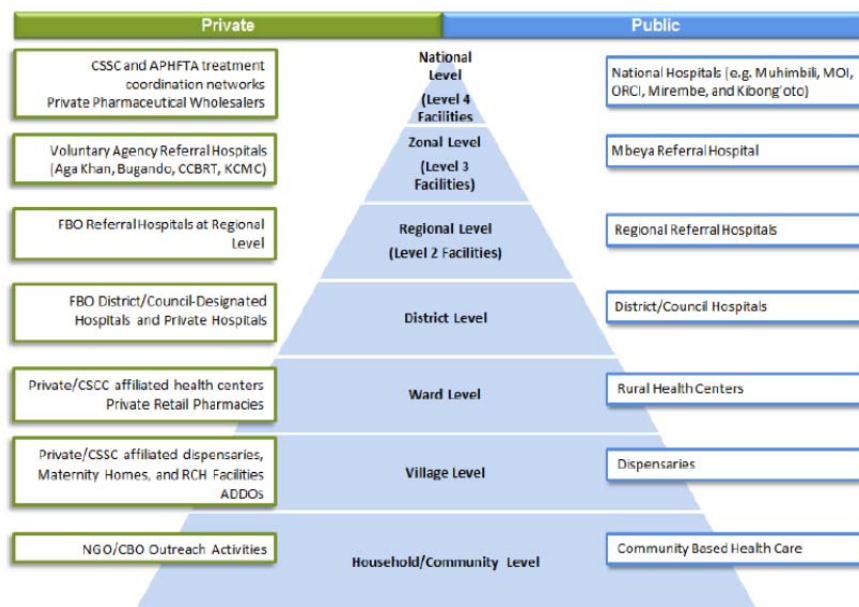 Private
Public
CSSC and APHFTA treatment
coordination networks
Private Pharmaceutical Wholesalers
National
Level
(Level 4
Facilities
National Hospitals (e.g. Muhimbili, MOI,
ORCI, Mirembe, and Kibong'oto)
Voluntary Agency Referral Hospitals
(Aga Khan, Bugando, CCBRT, KCMC)
Zonal Level
(Level 3
Facilities)
Mbeya Referral Hospital
FBO Referral Hospitals at Regional
Level
Regional Level
(Level 2 Facilities)
Regional Referral Hospitals
FBO District/Council-Designated
Hospitals and Private Hospitals
District Level
District/Council Hospitals
Private/CSCC affiliated health centers
Private Retail Pharmacies
Ward Level
Rural Health Centers
Private/CSSC affiliated dispensaries,
Maternity Homes, and RCH Facilities
ADDOs
Village Level
Dispensaries
NGO/CBO Outreach Activities
Household/Community Level
Community Based Health Care